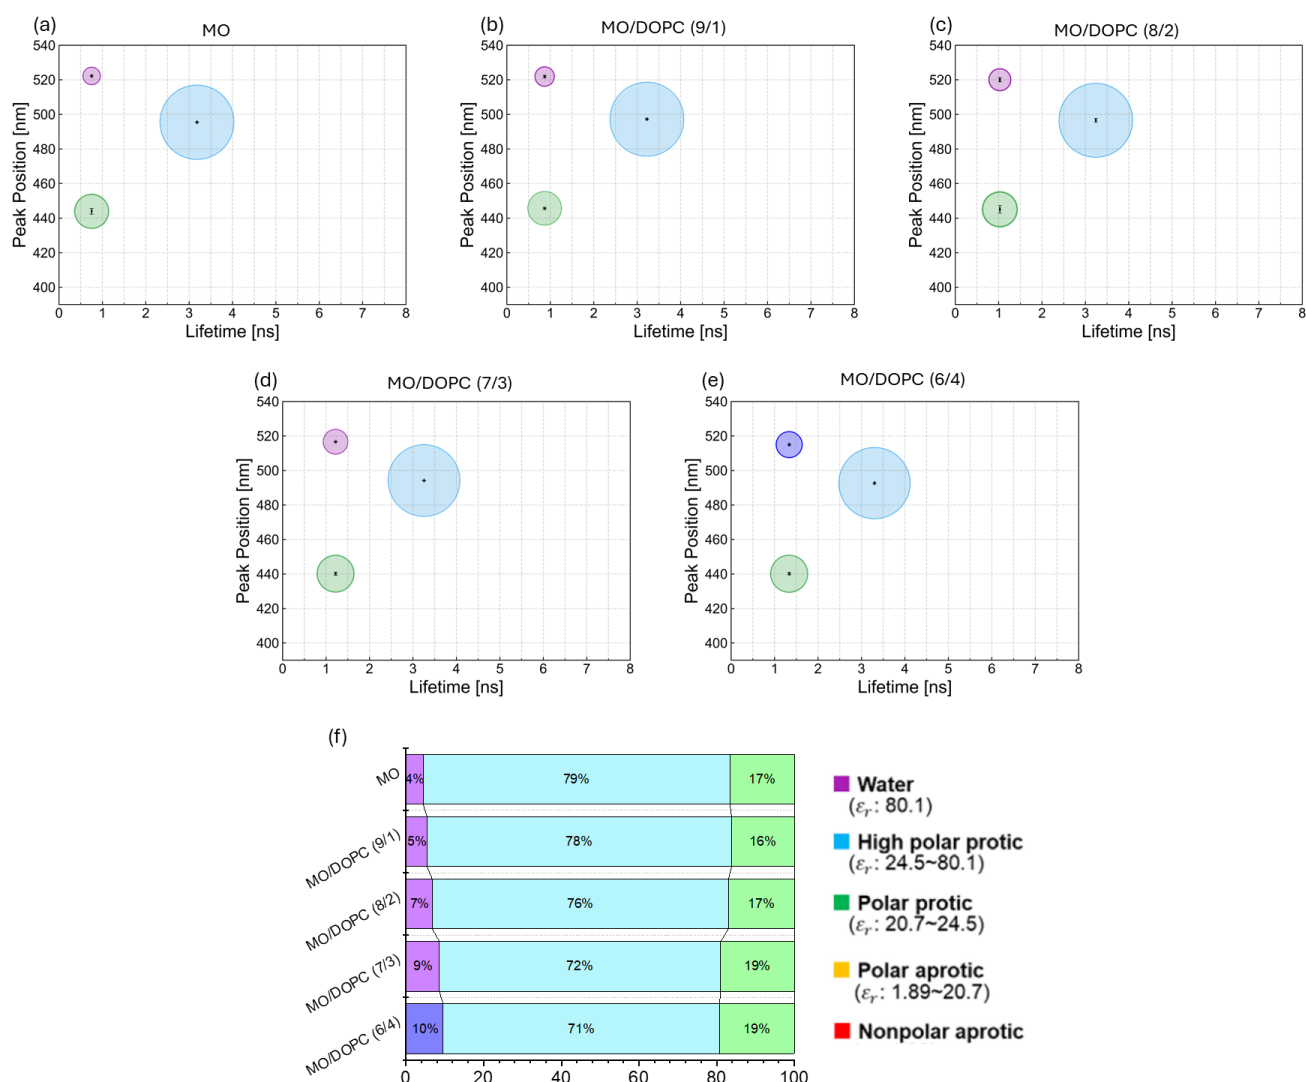 (a) MO
Peak Position [nm]
540
520
500
480
460
440
420
400
0 1 2 3 4 5 6 7 8
Lifetime [ns]
(b) MO/DOPC (9/1)
Peak Position [nm]
540
520
500
480
460
440
420
400
0 1 2 3 4 5 6 7 8
Lifetime [ns]
(c) MO/DOPC (8/2)
Peak Position [nm]
540
520
500
480
460
440
420
400
0 1 2 3 4 5 6 7 8
Lifetime [ns]
(d) MO/DOPC (7/3)
Peak Position [nm]
540
520
500
480
460
440
420
400
0 1 2 3 4 5 6 7 8
Lifetime [ns]
(e) MO/DOPC (6/4)
Peak Position [nm]
540
520
500
480
460
440
420
400
0 1 2 3 4 5 6 7 8
Lifetime [ns]
(f)
MO 4% 79% 17%
MO/DOPC (9/1) 5% 78% 16%
MO/DOPC (8/2) 7% 76% 17%
MO/DOPC (7/3) 9% 72% 19%
MO/DOPC (6/4) 10% 71% 19%
0 20 40 60 80 100
Water
(εr: 80.1)
High polar protic
(εr: 24.5~80.1)
Polar protic
(εr: 20.7~24.5)
Polar aprotic
(εr: 1.89~20.7)
Nonpolar aprotic